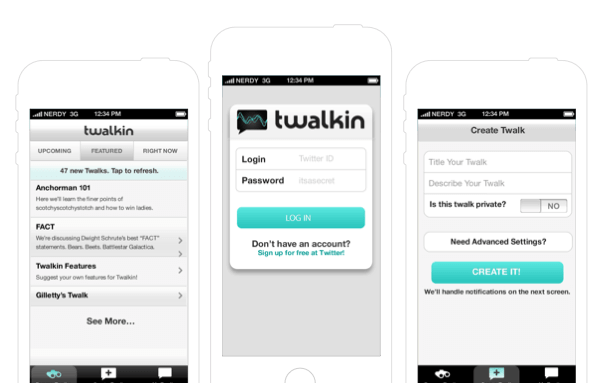 NERDY 3G 12:34 PM
twalkin
UPCOMING FEATURED RIGHT NOW
47 new Twalks. Tap to refresh.
Anchorman 101
Here we'll learn the finer points of
scotchyscotchystotch and how to win ladies.
FACT
We're discussing Dwight Schrute's best "FACT"
statements. Bears. Beets. Battlestar Galactica.
Twalkin Features
Suggest your own features for Twalkin!
Gilletty's Twalk
See More...
NERDY 3G 12:34 PM
twalkin
Login Twitter ID
Password itsasecret
LOG IN
Don't have an account?
Sign up for free at Twitter!
NERDY 3G 12:34 PM
Create Twalk
Title Your Twalk
Describe Your Twalk
Is this twalk private? NO
Need Advanced Settings?
CREATE IT!
We'll handle notifications on the next screen.